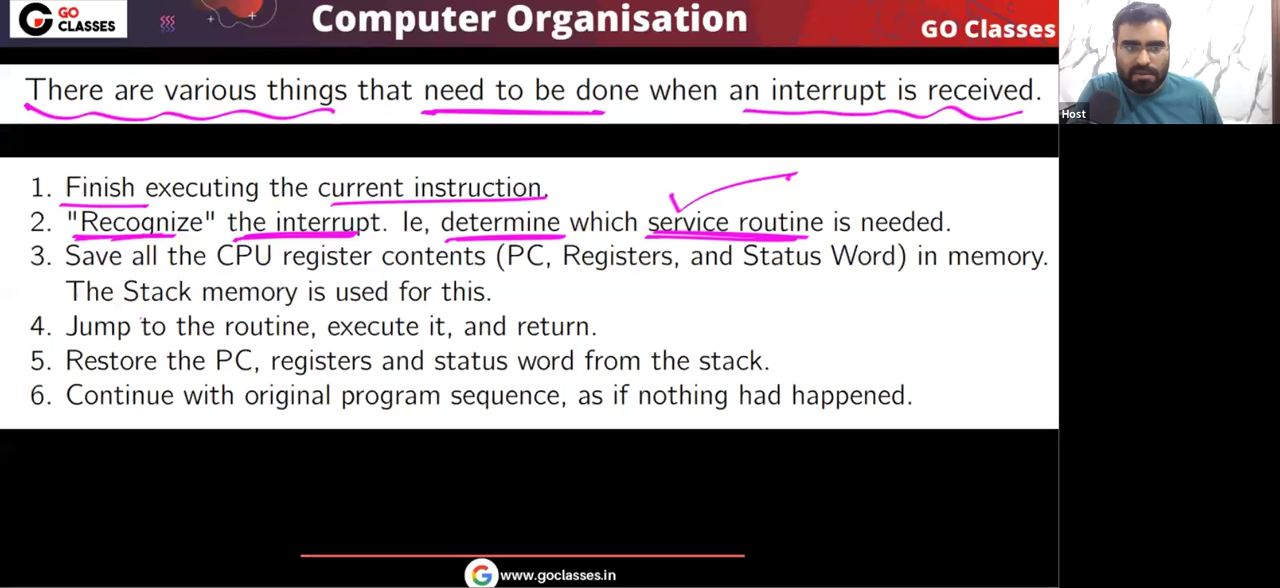 GO
CLASSES
Computer Organisation
GO Classes
There are various things that need to be done when an interrupt is received.
Host
1. Finish executing the current instruction.
2. "Recognize" the interrupt. Ie, determine which service routine is needed.
3. Save all the CPU register contents (PC, Registers, and Status Word) in memory.
The Stack memory is used for this.
4. Jump to the routine, execute it, and return.
5. Restore the PC, registers and status word from the stack.
6. Continue with original program sequence, as if nothing had happened.
www.goclasses.in